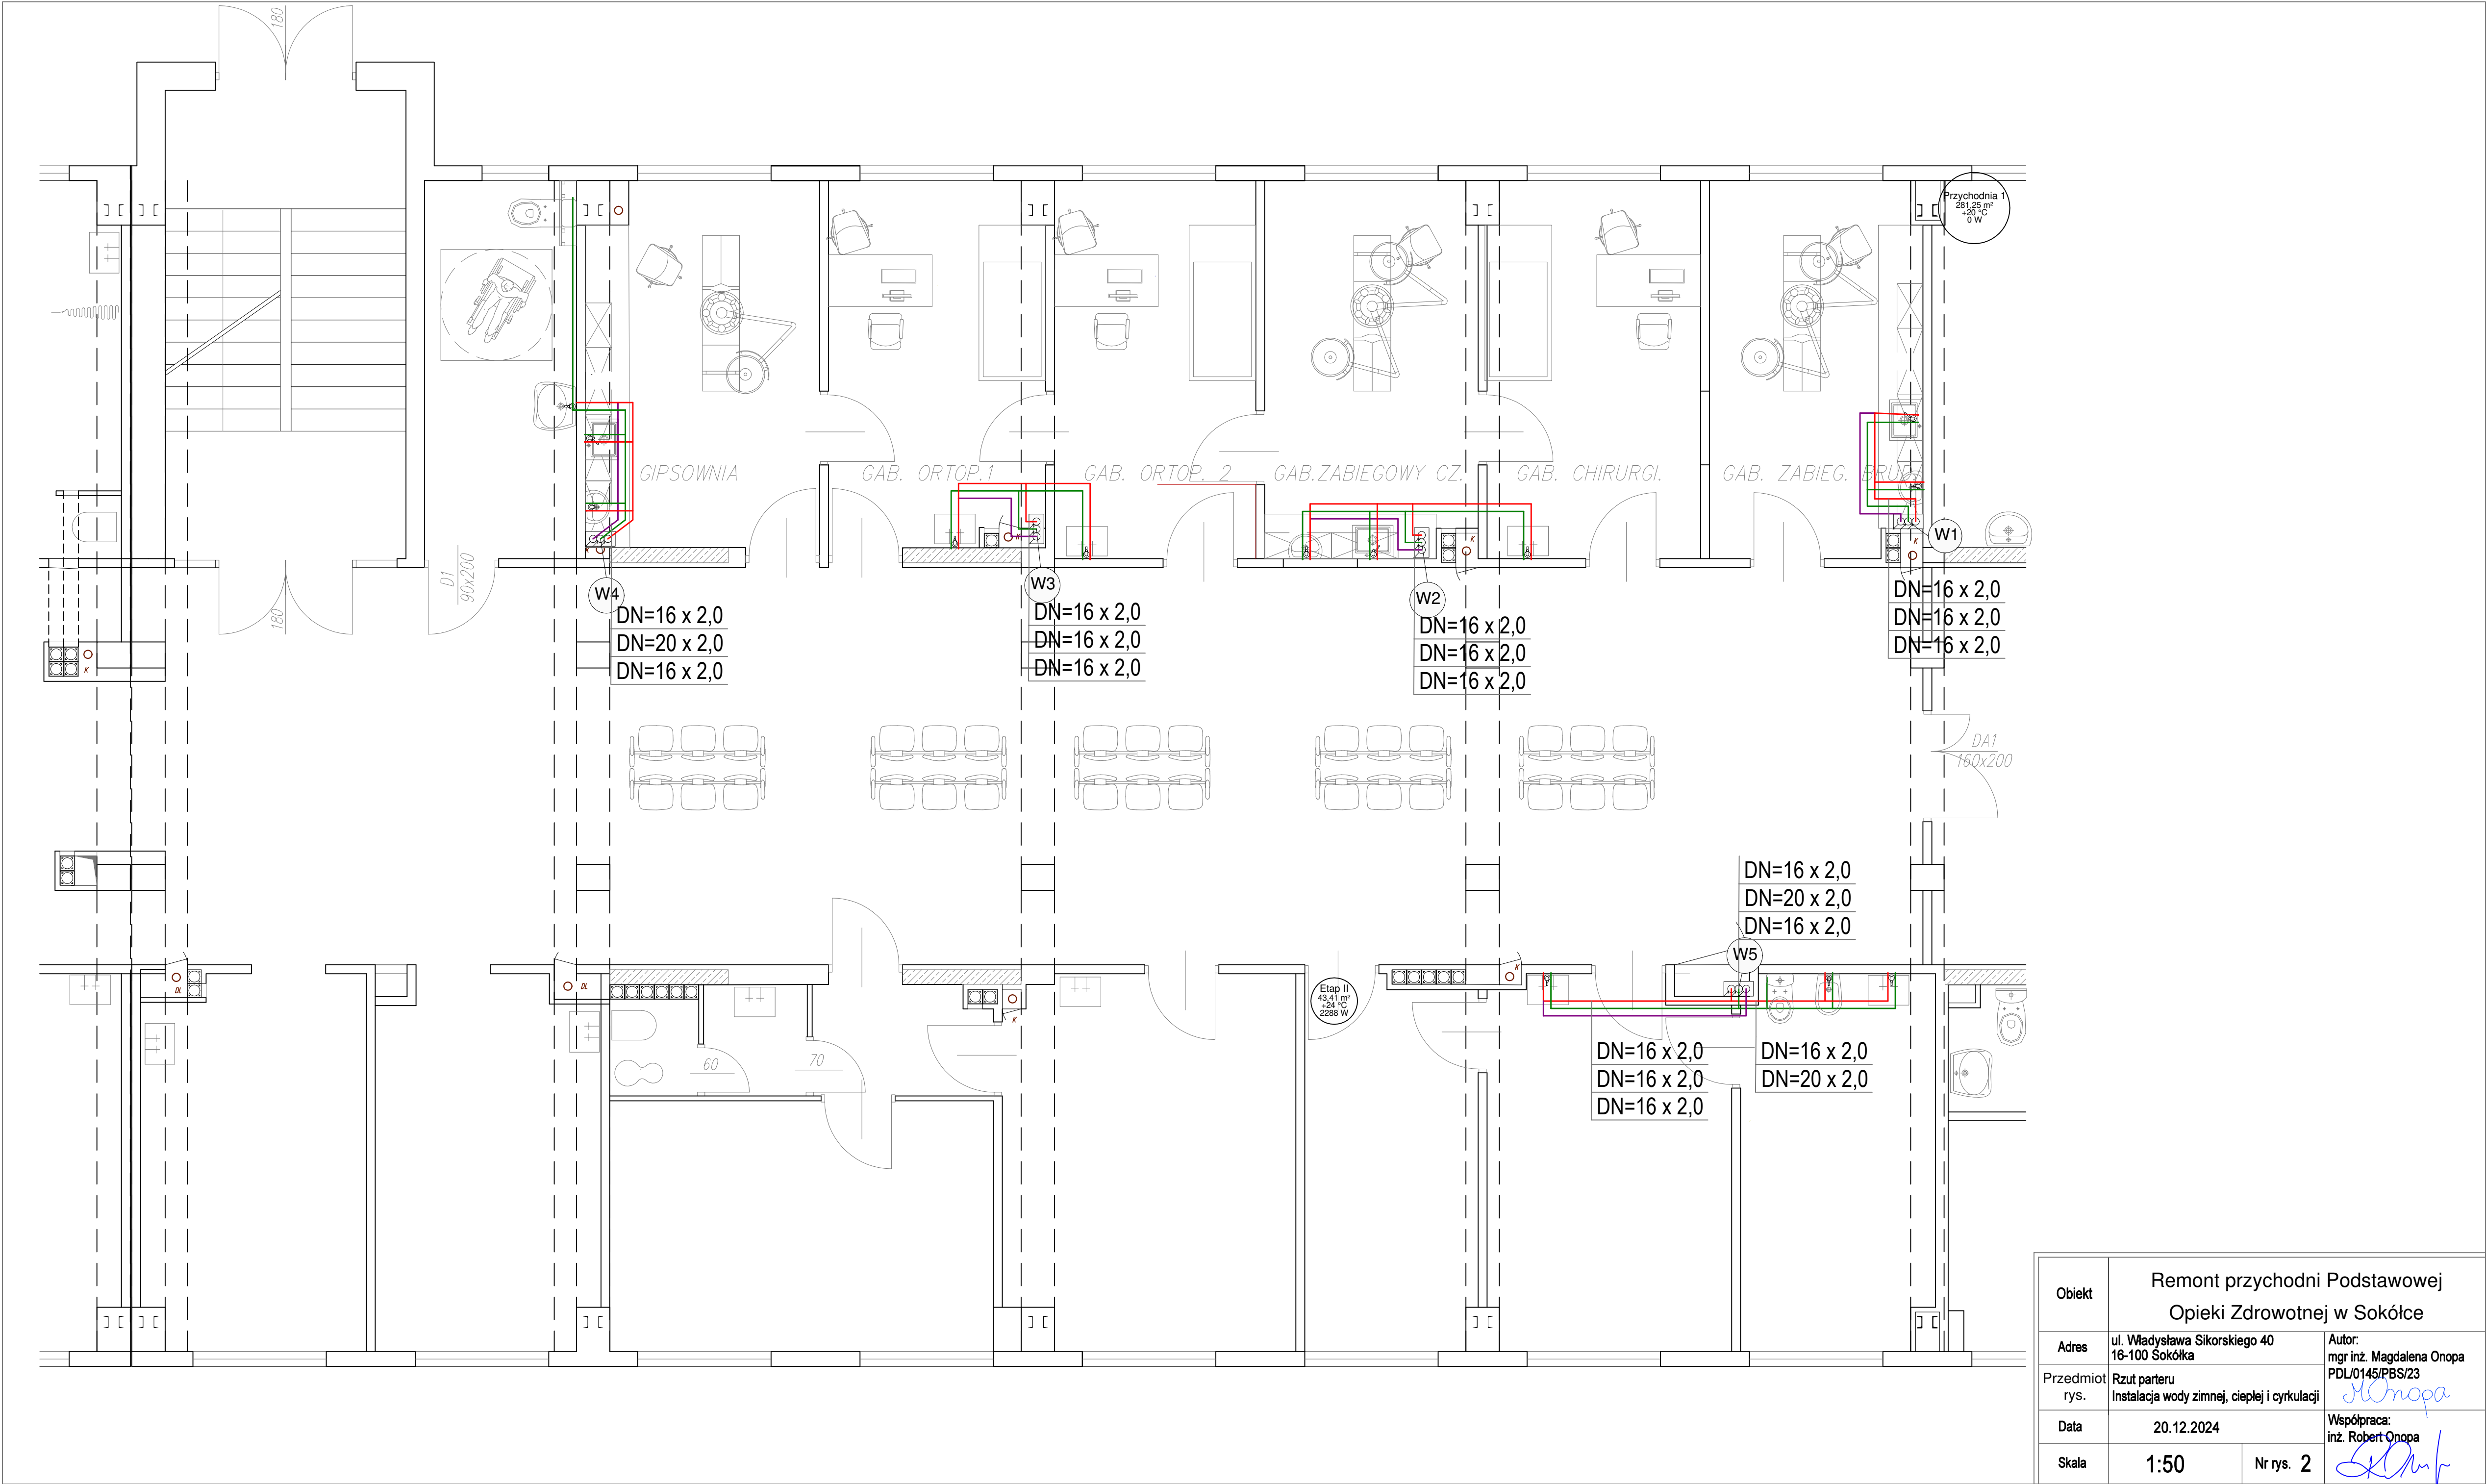 180
Przychodnia 1
281,25 m²
+20 °C
0 W
GIPSOWNIA
GAB. ORTOP.1
GAB. ORTOP. 2
GAB.ZABIEGOWY CZ.
GAB. CHIRURGI.
GAB. ZABIEG. BRUD.
K
K
K
K
W4
W3
W2
W1
D1
90x200
180
DN=16 x 2,0
DN=20 x 2,0
DN=16 x 2,0
DN=16 x 2,0
DN=16 x 2,0
DN=16 x 2,0
DN=16 x 2,0
DN=16 x 2,0
DN=16 x 2,0
DN=16 x 2,0
DN=16 x 2,0
DN=16 x 2,0
K
DA1
160x200
DN=16 x 2,0
DN=20 x 2,0
DN=16 x 2,0
W5
DL
DL
K
K
Etap II
43,41 m²
+24 °C
2288 W
60
70
DN=16 x 2,0
DN=16 x 2,0
DN=16 x 2,0
DN=16 x 2,0
DN=20 x 2,0
Obiekt
Remont przychodni Podstawowej
Opieki Zdrowotnej w Sokółce
Adres
ul. Władysława Sikorskiego 40
16-100 Sokółka
Autor:
mgr inż. Magdalena Onopa
PDL/0145/PBS/23
MOnopa
Przedmiot
rys.
Rzut parteru
Instalacja wody zimnej, ciepłej i cyrkulacji
Data
20.12.2024
Współpraca:
inż. Robert Onopa
Skala
1:50
Nr rys. 2